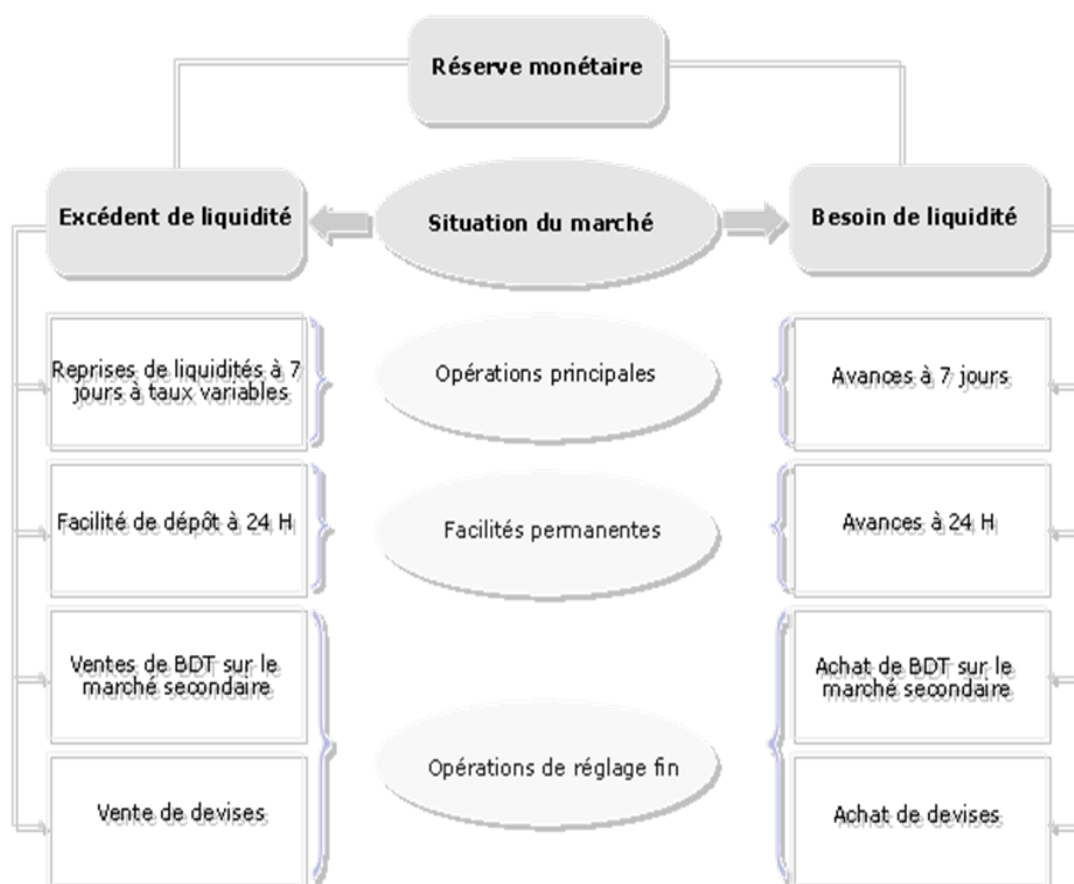 Réserve monétaire
Excédent de liquidité
Situation du marché
Besoin de liquidité
Reprises de liquidités à 7
jours à taux variables
Opérations principales
Avances à 7 jours
Facilité de dépôt à 24 H
Facilités permanentes
Avances à 24 H
Ventes de BDT sur le
marché secondaire
Achat de BDT sur le
marché secondaire
Opérations de réglage fin
Vente de devises
Achat de devises